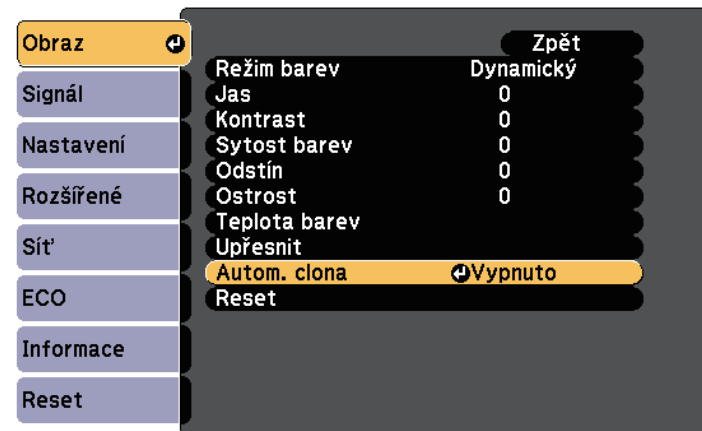 Obraz
Signál
Nastavení
Rozšířené
Síť
ECO
Informace
Reset
Zpět
Režim barev Dynamický
Jas 0
Kontrast 0
Sytost barev 0
Odstín 0
Ostrost 0
Teplota barev
Upřesnit
Autom. clona Vypnuto
Reset